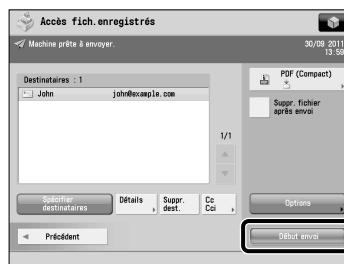 Accès fich.enregistrés
Machine prête à envoyer.
30/09 2011
13:59
Destinataires : 1
John john@example.com
1/1
PDF (Compact)
Suppr. fichier
après envoi
Spécifier
destinataires
Détails
Suppr.
dest.
Cc
Cci
Options
Précédent
Début envoi